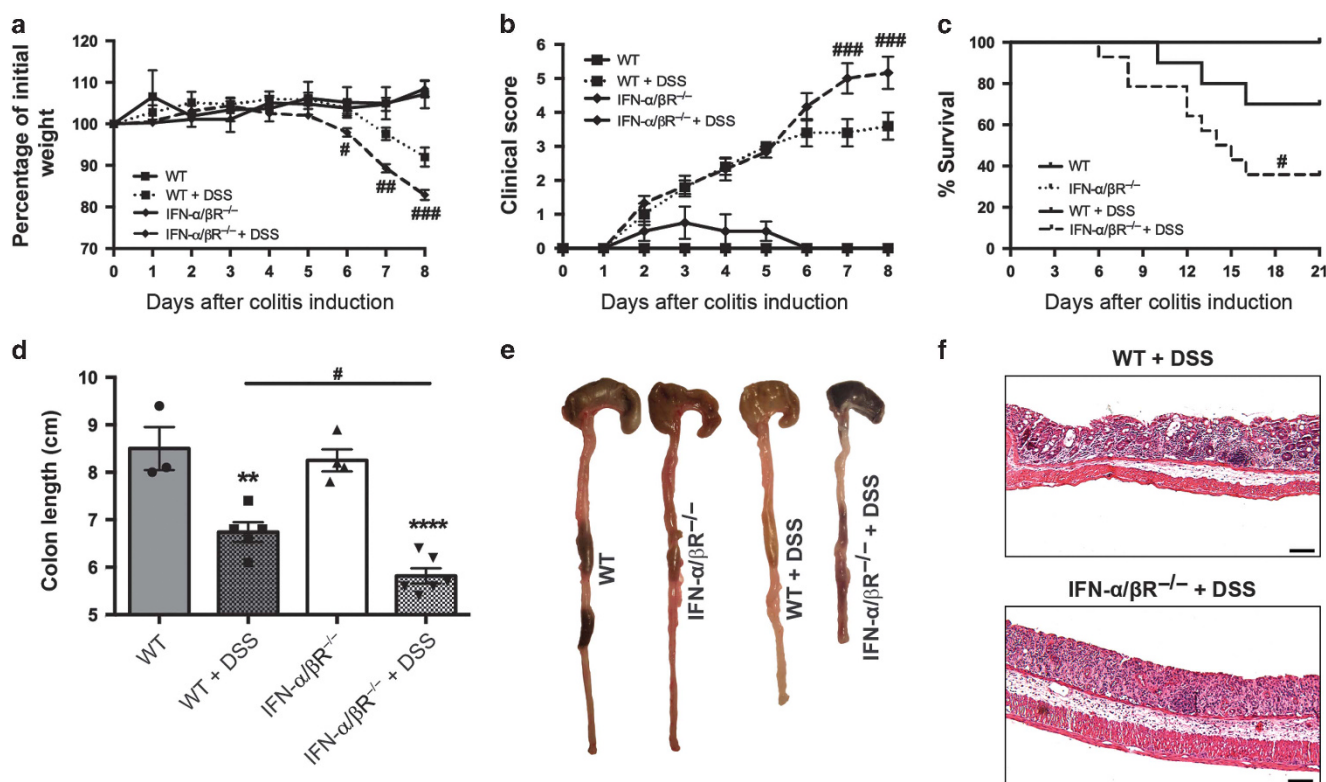 a
120
110
100
90
80
70
Percentage of initial
weight
WT
WT + DSS
IFN-α/βR−/−
IFN-α/βR−/− + DSS
#
##
###
0 1 2 3 4 5 6 7 8
Days after colitis induction
b
6
5
4
3
2
1
0
Clinical score
WT
WT + DSS
IFN-α/βR−/−
IFN-α/βR−/− + DSS
### ###
0 1 2 3 4 5 6 7 8
Days after colitis induction
c
100
80
60
40
20
0
% Survival
WT
IFN-α/βR−/−
WT + DSS
IFN-α/βR−/− + DSS
#
0 3 6 9 12 15 18 21
Days after colitis induction
d
10
9
8
7
6
5
Colon length (cm)
#
**
****
WT
WT + DSS
IFN-α/βR−/−
IFN-α/βR−/− + DSS
e
WT
IFN-α/βR−/−
WT + DSS
IFN-α/βR−/− + DSS
f
WT + DSS
IFN-α/βR−/− + DSS